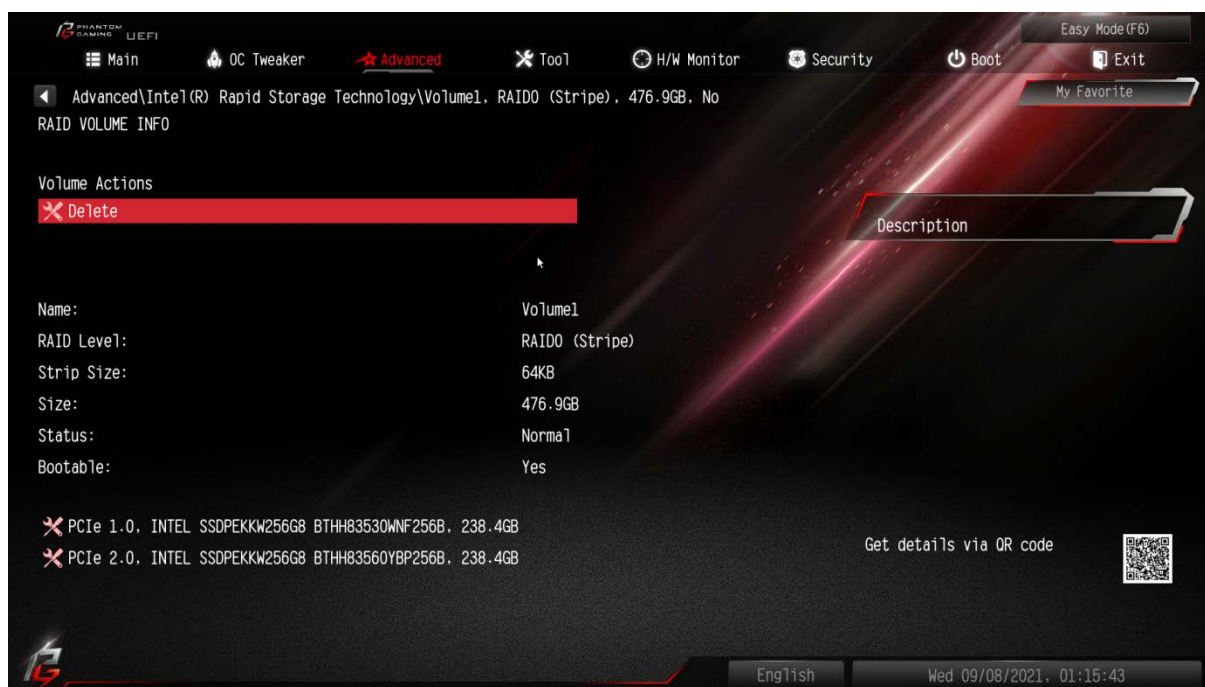 PHANTOM GAMING UEFI
Easy Mode(F6)
Main OC Tweaker Advanced Tool H/W Monitor Security Boot Exit
Advanced\Intel(R) Rapid Storage Technology\Volume1, RAID0 (Stripe), 476.9GB, No
My Favorite
RAID VOLUME INFO
Volume Actions
Delete
Description
Name: Volume1
RAID Level: RAID0 (Stripe)
Strip Size: 64KB
Size: 476.9GB
Status: Normal
Bootable: Yes
PCIe 1.0, INTEL SSDPEKKW256G8 BTHH83530WNF256B, 238.4GB
PCIe 2.0, INTEL SSDPEKKW256G8 BTHH83560YBP256B, 238.4GB
Get details via QR code
English
Wed 09/08/2021, 01:15:43